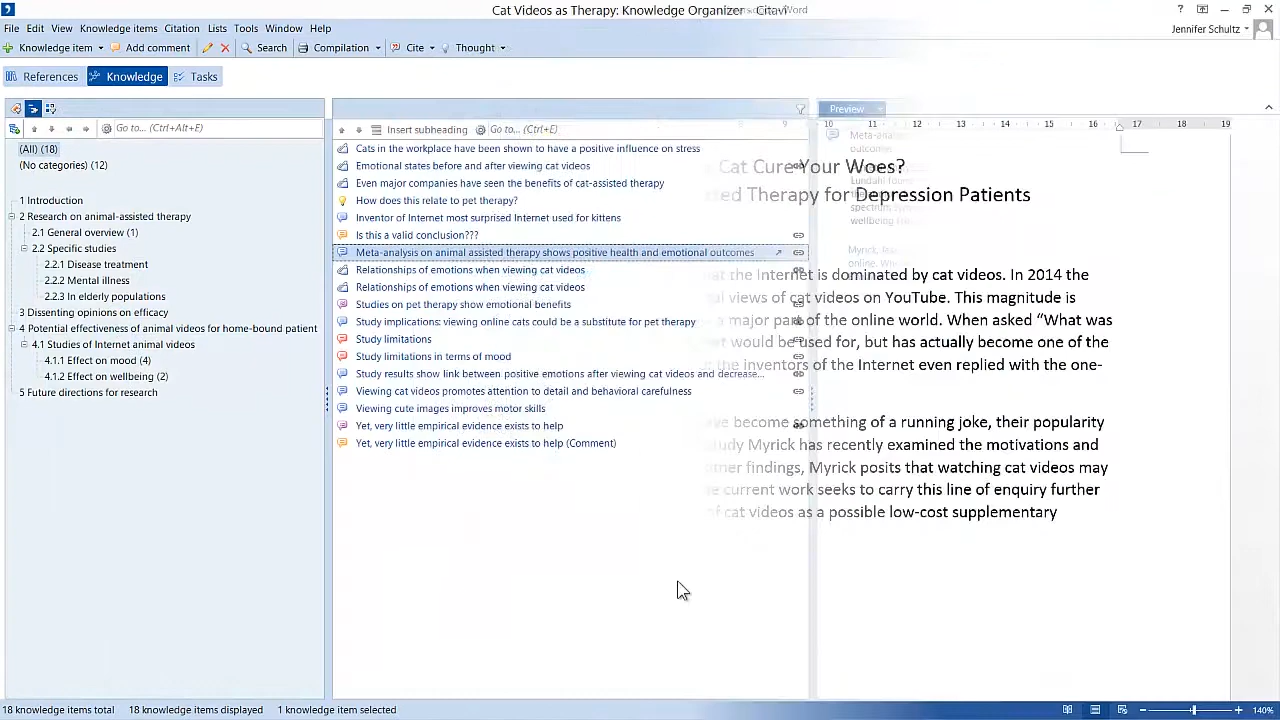 Cat Videos as Therapy: Knowledge Organizer - Citavi
Word
File Edit View Knowledge items Citation Lists Tools Window Help
Jennifer Schultz
Knowledge item Add comment Search Compilation Cite Thought
References Knowledge Tasks
Preview
Go to... (Ctrl+Alt+E)
Insert subheading Go to... (Ctrl+E)
8 9 10 11 12 13 14 15 16 17 18 19
(All) (18)
(No categories) (12)
1 Introduction
2 Research on animal-assisted therapy
2.1 General overview (1)
2.2 Specific studies
2.2.1 Disease treatment
2.2.2 Mental illness
2.2.3 In elderly populations
3 Dissenting opinions on efficacy
4 Potential effectiveness of animal videos for home-bound patient
4.1 Studies of Internet animal videos
4.1.1 Effect on mood (4)
4.1.2 Effect on wellbeing (2)
5 Future directions for research
Cats in the workplace have been shown to have a positive influence on stress
Emotional states before and after viewing cat videos
Even major companies have seen the benefits of cat-assisted therapy
How does this relate to pet therapy?
Inventor of Internet most surprised Internet used for kittens
Is this a valid conclusion???
Meta-analysis on animal assisted therapy shows positive health and emotional outcomes
Relationships of emotions when viewing cat videos
Relationships of emotions when viewing cat videos
Studies on pet therapy show emotional benefits
Study implications: viewing online cats could be a substitute for pet therapy
Study limitations
Study limitations in terms of mood
Study results show link between positive emotions after viewing cat videos and decrease...
Viewing cat videos promotes attention to detail and behavioral carefulness
Viewing cute images improves motor skills
Yet, very little empirical evidence exists to help
Yet, very little empirical evidence exists to help (Comment)
Cat Cure Your Woes?
ted Therapy for Depression Patients
at the Internet is dominated by cat videos. In 2014 the
views of cat videos on YouTube. This magnitude is
a major part of the online world. When asked “What was
would be used for, but has actually become one of the
the inventors of the Internet even replied with the one-
ve become something of a running joke, their popularity
udy Myrick has recently examined the motivations and
other findings, Myrick posits that watching cat videos may
e current work seeks to carry this line of enquiry further
of cat videos as a possible low-cost supplementary
18 knowledge items total 18 knowledge items displayed 1 knowledge item selected
140%